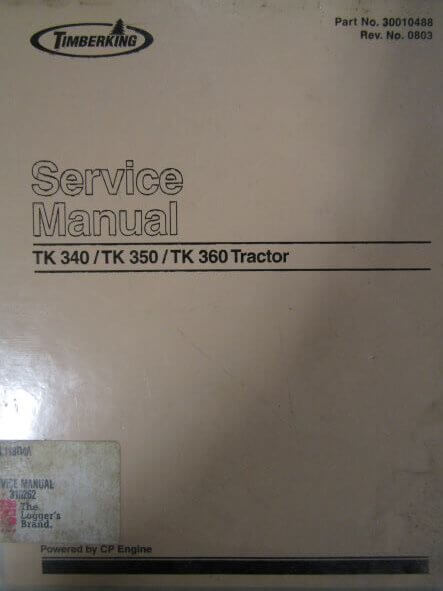 TIMBERKING
Part No. 30010488
Rev. No. 0803
Service
Manual
TK 340 / TK 350 / TK 360 Tractor
MANUAL
The
Logger's
Brand.
Powered by CP Engine